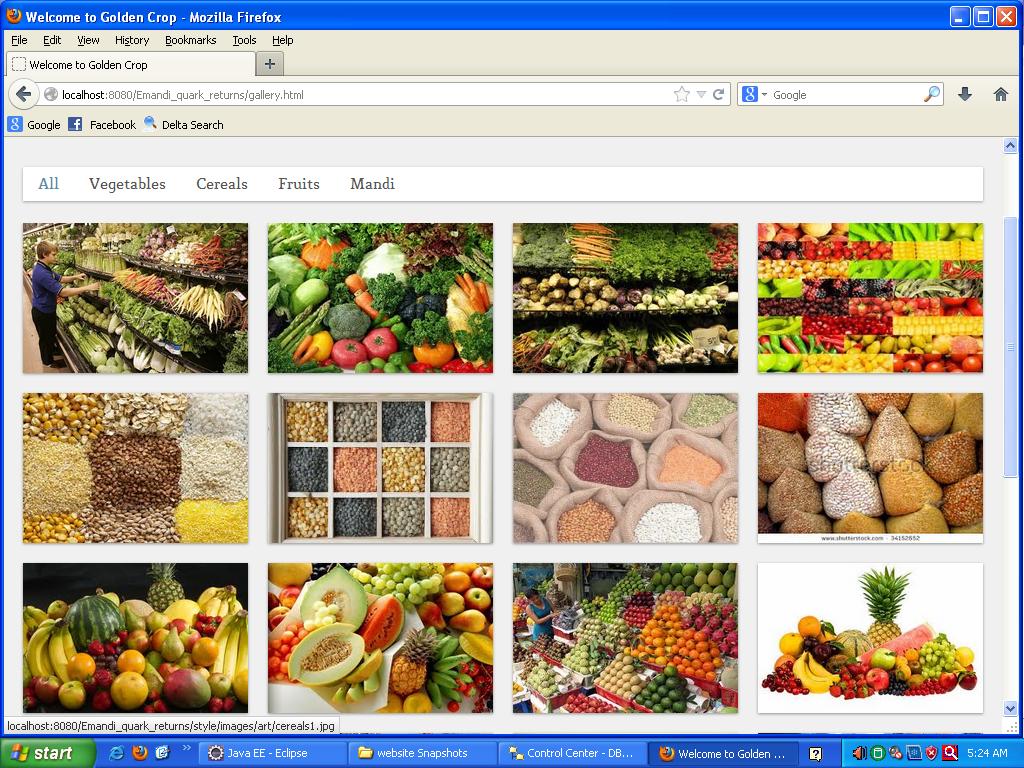 Welcome to Golden Crop - Mozilla Firefox
File Edit View History Bookmarks Tools Help
Welcome to Golden Crop
localhost:8080/Emandi_quark_returns/gallery.html
Google
Google Facebook Delta Search
All Vegetables Cereals Fruits Mandi
shutterstock
www.shutterstock.com · 34152652
localhost:8080/Emandi_quark_returns/style/images/art/cereals1.jpg
start
Java EE - Eclipse
website Snapshots
Control Center - DB...
Welcome to Golden ...
5:24 AM